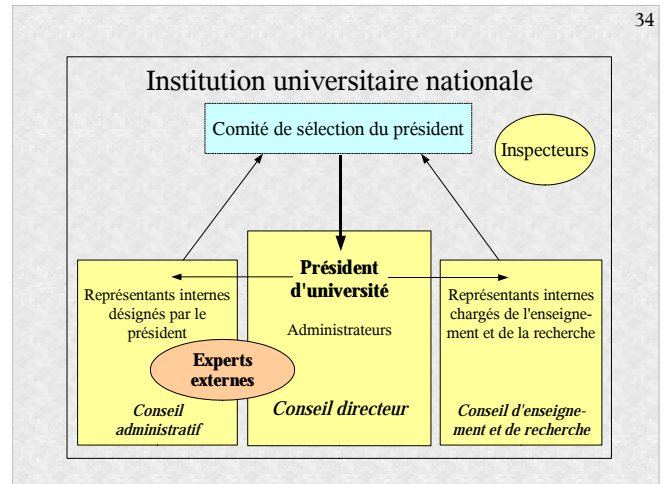 34
Institution universitaire nationale
Comité de sélection du président
Inspecteurs
Président
d'université
Administrateurs
Conseil directeur
Représentants internes
désignés par le
président
Experts
externes
Conseil
administratif
Représentants internes
chargés de l'enseigne-
ment et de la recherche
Conseil d'enseigne-
ment et de recherche